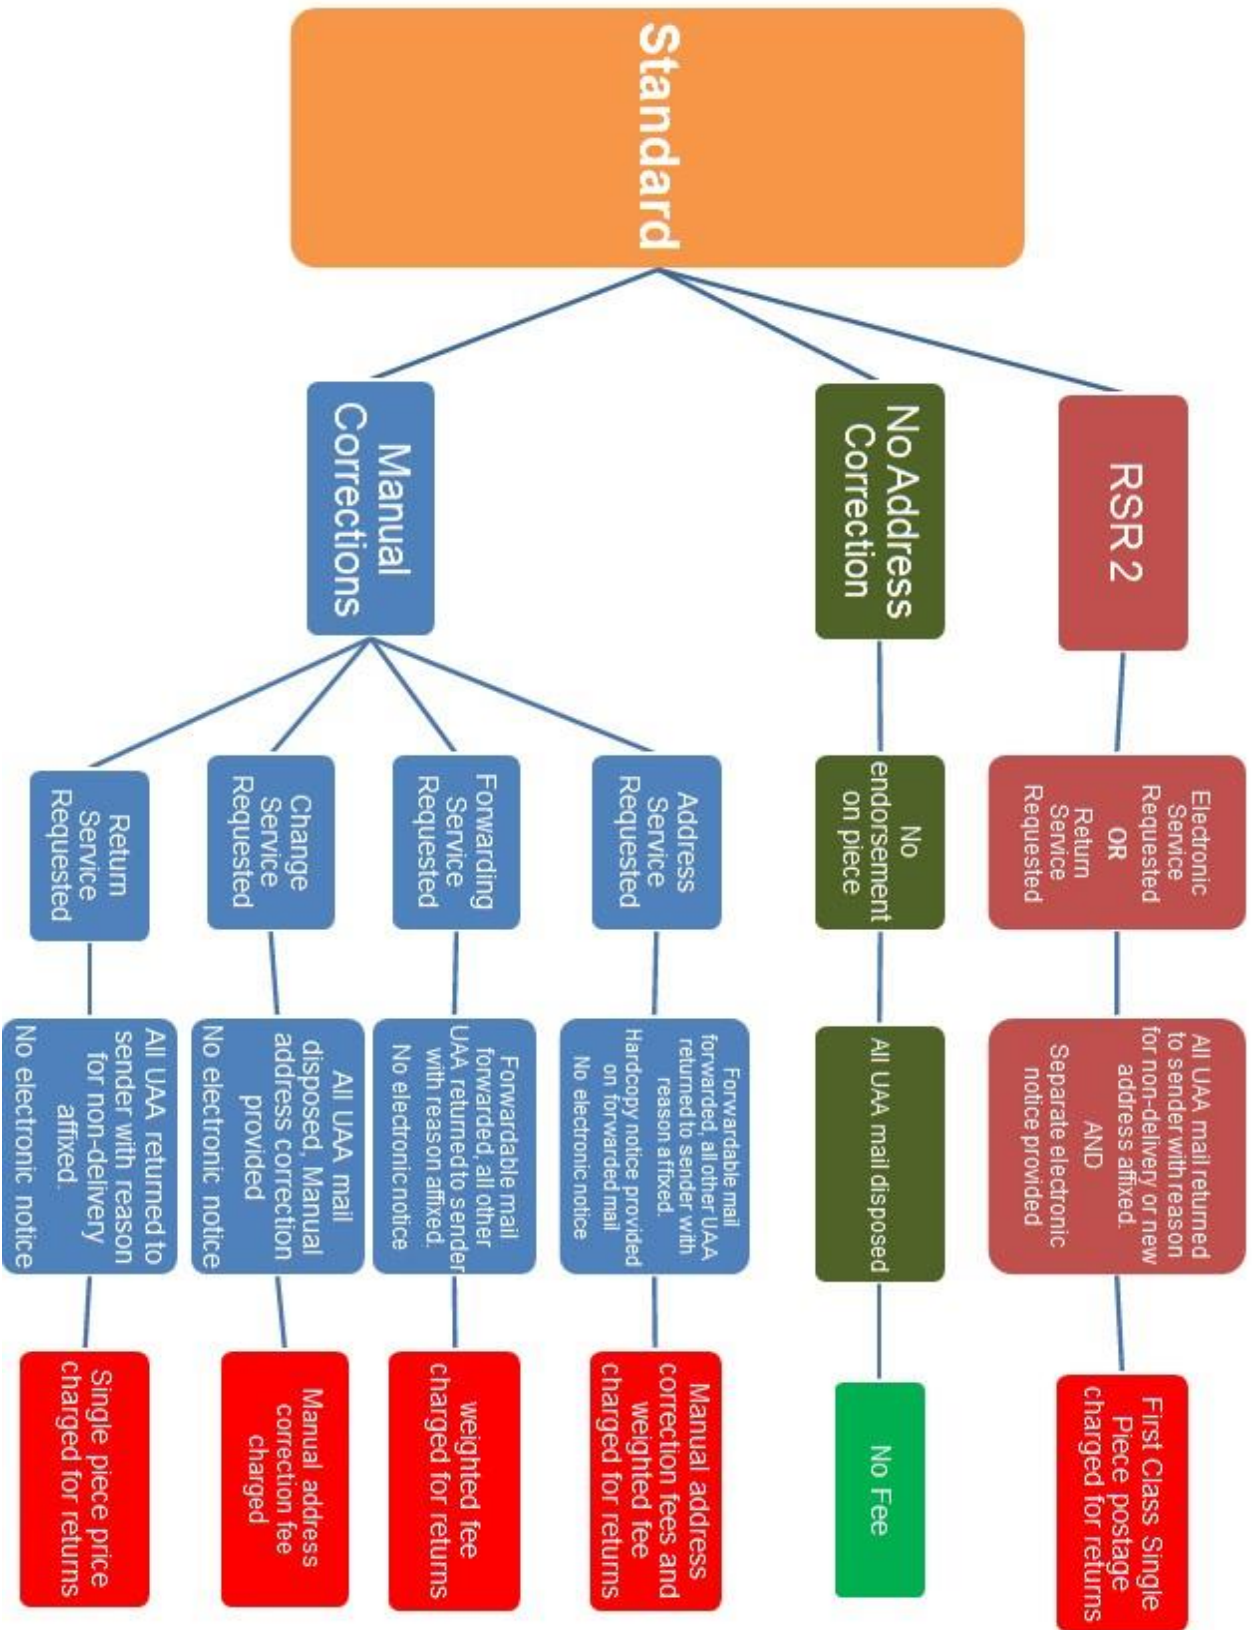 Standard
RSR 2
Electronic
Service
Requested
OR
Return
Service
Requested
All UAA mail returned
to sender with reason
for non-delivery or new
address affixed.
AND
Separate electronic
notice provided
First Class Single
Piece postage
charged for returns
No Address
Correction
No
endorsement
on piece
All UAA mail disposed
No Fee
Manual
Corrections
Address
Service
Requested
Forwardable mail
forwarded, all other UAA
returned to sender with
reason affixed.
Hardcopy notice provided
on forwarded mail
No electronic notice
Manual address
correction fees and
weighted fee
charged for returns
Forwarding
Service
Requested
Forwardable mail
forwarded, all other
UAA returned to sender
with reason affixed.
No electronic notice
weighted fee
charged for returns
Change
Service
Requested
All UAA mail
disposed, Manual
address correction
provided
No electronic notice
Manual address
correction fee
charged
Return
Service
Requested
All UAA returned to
sender with reason
for non-delivery
affixed.
No electronic notice
Single piece price
charged for returns